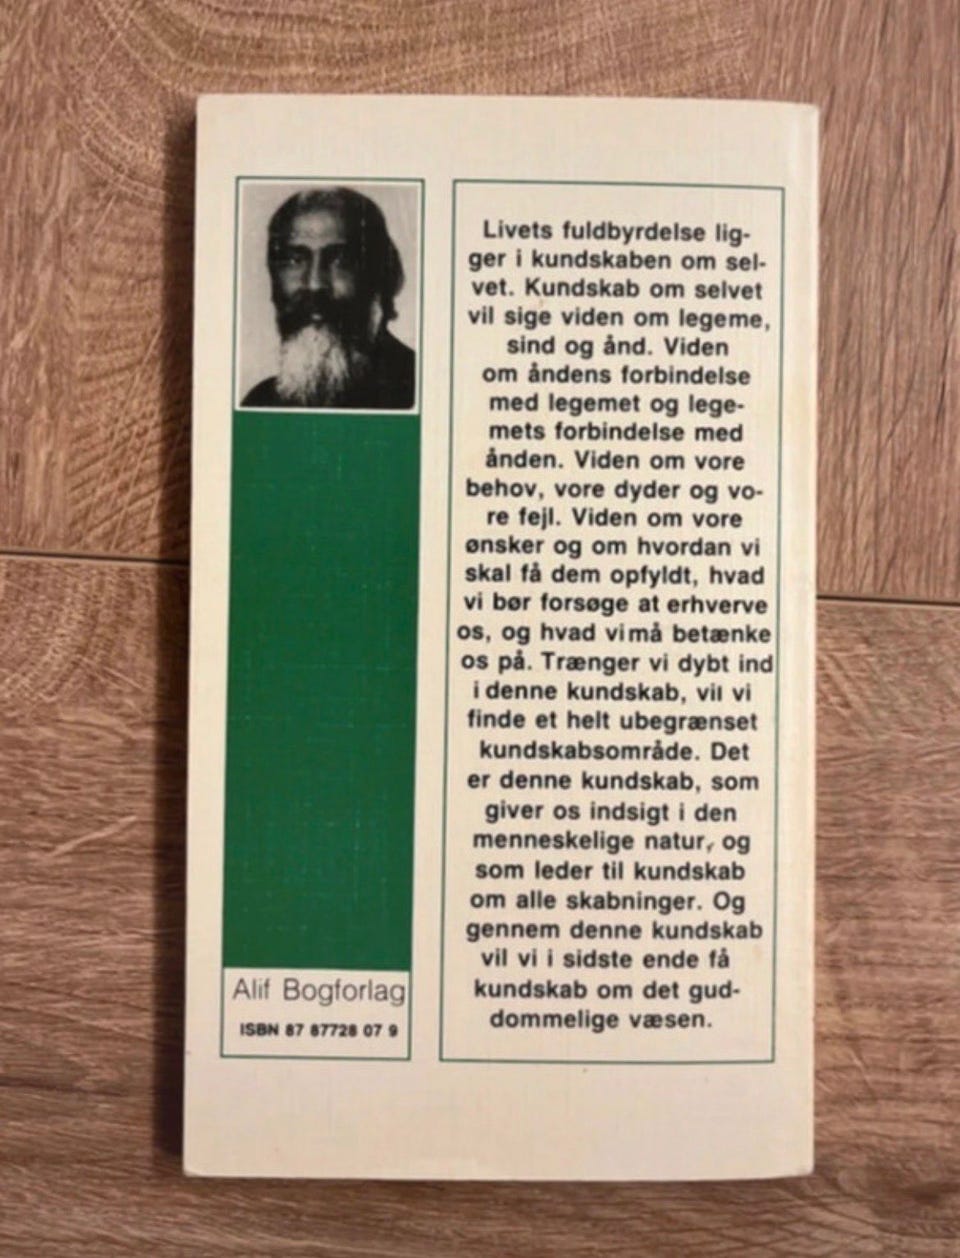 Livets fuldbyrdelse lig-
ger i kundskaben om sel-
vet. Kundskab om selvet
vil sige viden om legeme,
sind og ånd. Viden
om åndens forbindelse
med legemet og lege-
mets forbindelse med
ånden. Viden om vore
behov, vore dyder og vo-
re fejl. Viden om vore
ønsker og om hvordan vi
skal få dem opfyldt, hvad
vi bør forsøge at erhverve
os, og hvad vi må betænke
os på. Trænger vi dybt ind
i denne kundskab, vil vi
finde et helt ubegrænset
kundskabsområde. Det
er denne kundskab, som
giver os indsigt i den
menneskelige natur, og
som leder til kundskab
om alle skabninger. Og
gennem denne kundskab
vil vi i sidste ende få
kundskab om det gud-
dommelige væsen.
Alif Bogforlag
ISBN 87 87728 07 9